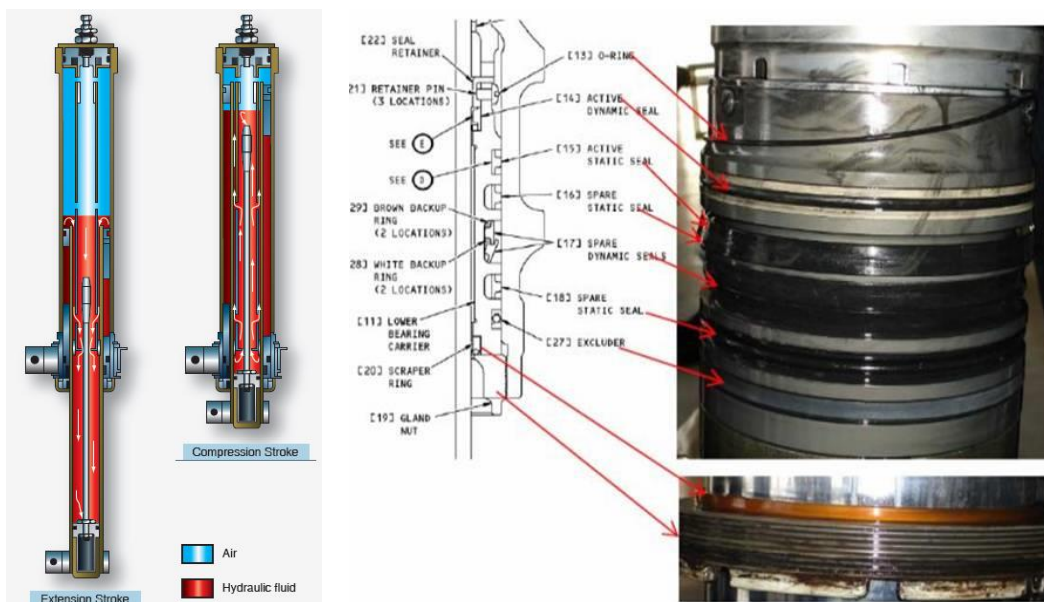 Compression Stroke
Air
Hydraulic fluid
Extension Stroke
[22] SEAL
RETAINER
21] RETAINER PIN
(3 LOCATIONS)
SEE E
SEE D
29] BROWN BACKUP
RING
(2 LOCATIONS)
28] WHITE BACKUP
RING
(2 LOCATIONS)
[11] LOWER
BEARING
CARRIER
[20] SCRAPER
RING
[19] GLAND
NUT
[13] O-RING
[14] ACTIVE
DYNAMIC SEAL
[15] ACTIVE
STATIC SEAL
[16] SPARE
STATIC SEAL
[17] SPARE
DYNAMIC SEALS
[18] SPARE
STATIC SEAL
[27] EXCLUDER